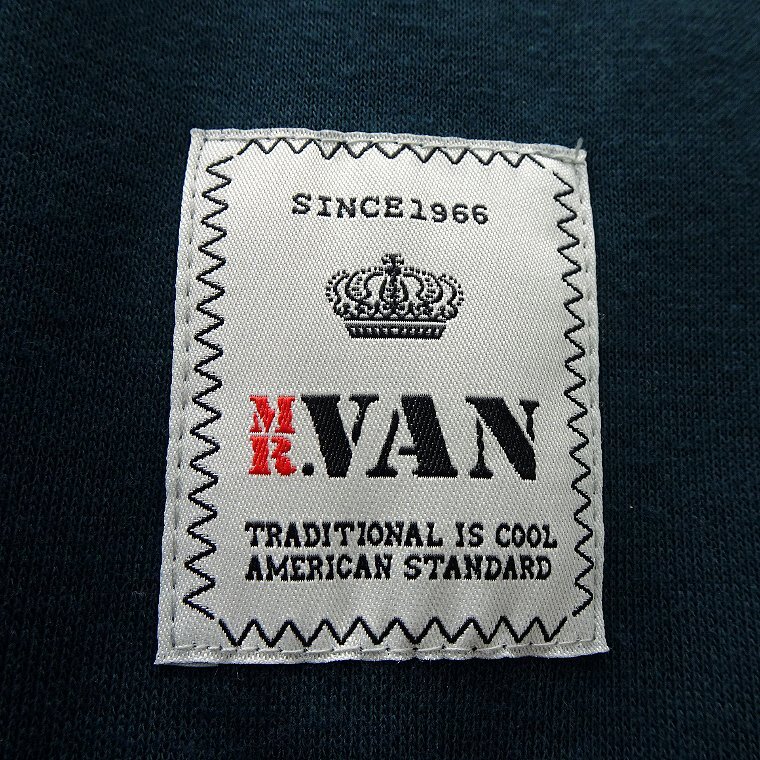 SINCE1966
MR.VAN
TRADITIONAL IS COOL
AMERICAN STANDARD